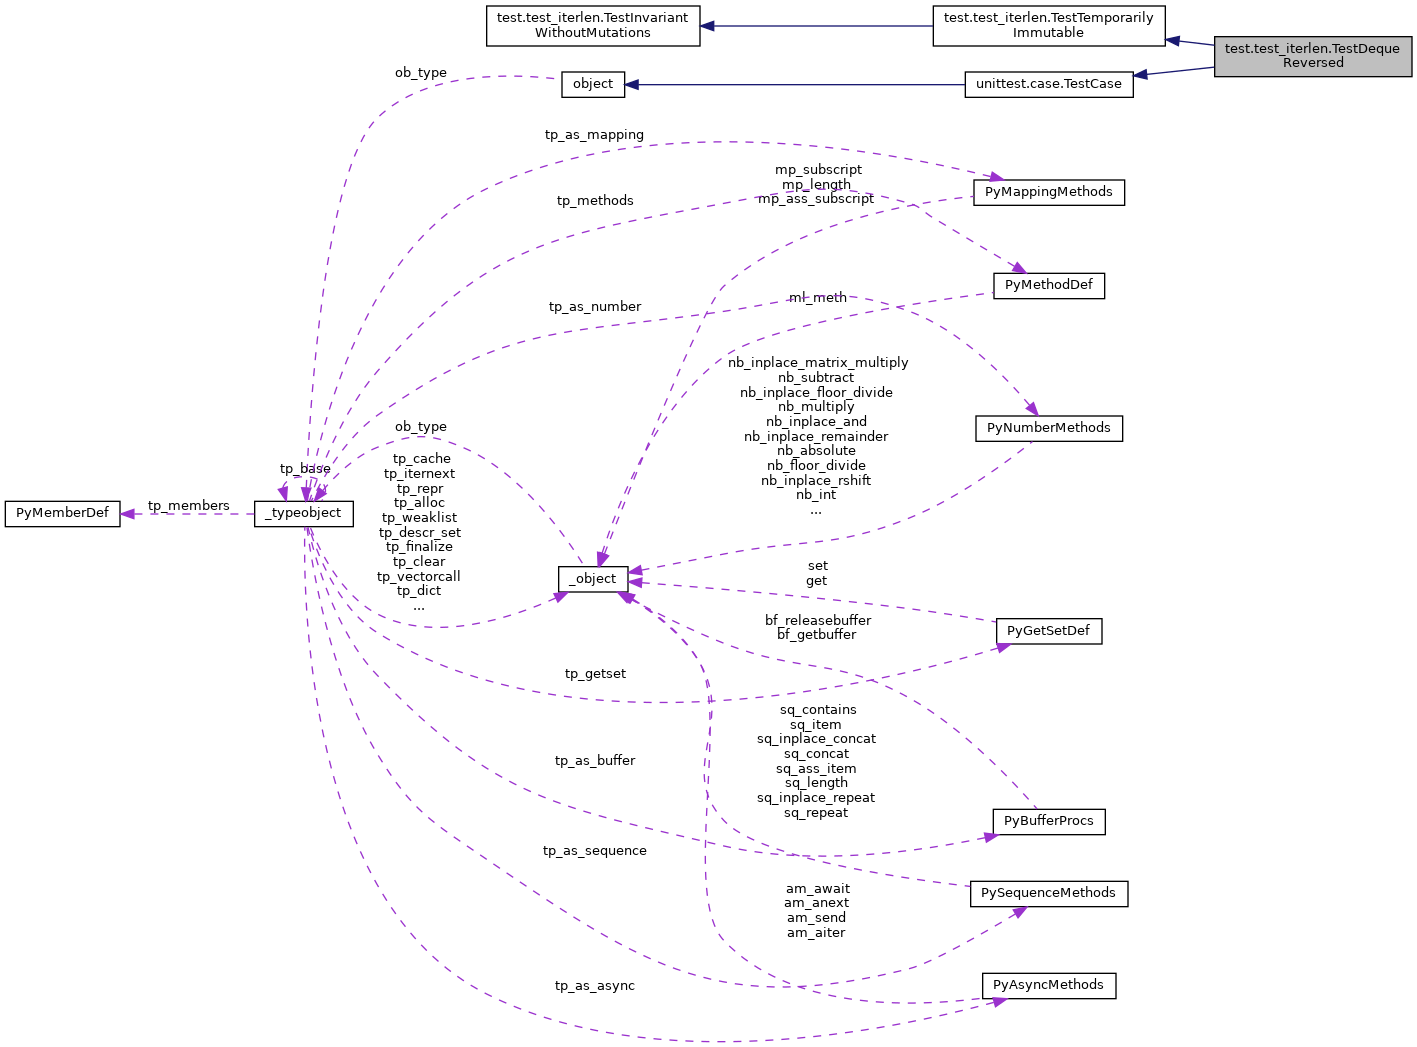 test.test_iterlen.TestInvariant
WithoutMutations
test.test_iterlen.TestTemporarily
Immutable
test.test_iterlen.TestDeque
Reversed
ob_type
object
unittest.case.TestCase
tp_as_mapping
mp_subscript
mp_length
mp_ass_subscript
PyMappingMethods
tp_methods
PyMethodDef
ml_meth
tp_as_number
nb_inplace_matrix_multiply
nb_subtract
nb_inplace_floor_divide
nb_multiply
nb_inplace_and
nb_inplace_remainder
nb_absolute
nb_floor_divide
nb_inplace_rshift
nb_int
...
PyNumberMethods
ob_type
tp_cache
tp_iternext
tp_repr
tp_alloc
tp_weaklist
tp_descr_set
tp_finalize
tp_clear
tp_vectorcall
tp_dict
...
tp_base
PyMemberDef
tp_members
_typeobject
_object
set
get
PyGetSetDef
bf_releasebuffer
bf_getbuffer
tp_getset
sq_contains
sq_item
sq_inplace_concat
sq_concat
sq_ass_item
sq_length
sq_inplace_repeat
sq_repeat
tp_as_buffer
PyBufferProcs
tp_as_sequence
PySequenceMethods
am_await
am_anext
am_send
am_aiter
tp_as_async
PyAsyncMethods